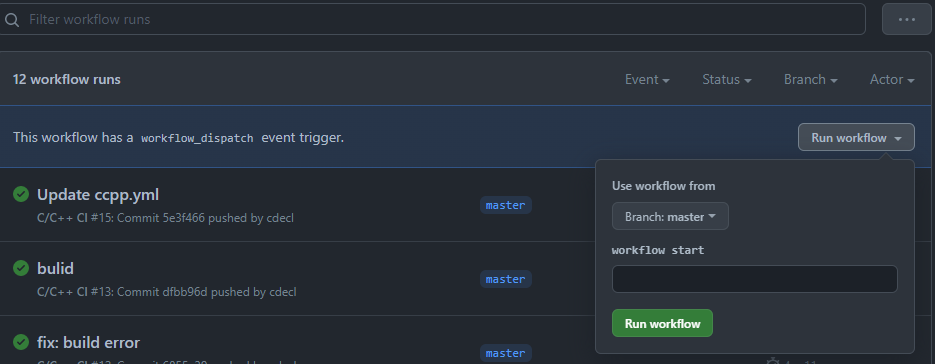 Filter workflow runs
12 workflow runs
Event
Status
Branch
Actor
This workflow has a workflow_dispatch event trigger.
Run workflow
Use workflow from
Branch: master
workflow start
Run workflow
Update ccpp.yml
master
C/C++ CI #15: Commit 5e3f466 pushed by cdecl
bulid
master
C/C++ CI #13: Commit dfbb96d pushed by cdecl
fix: build error
master